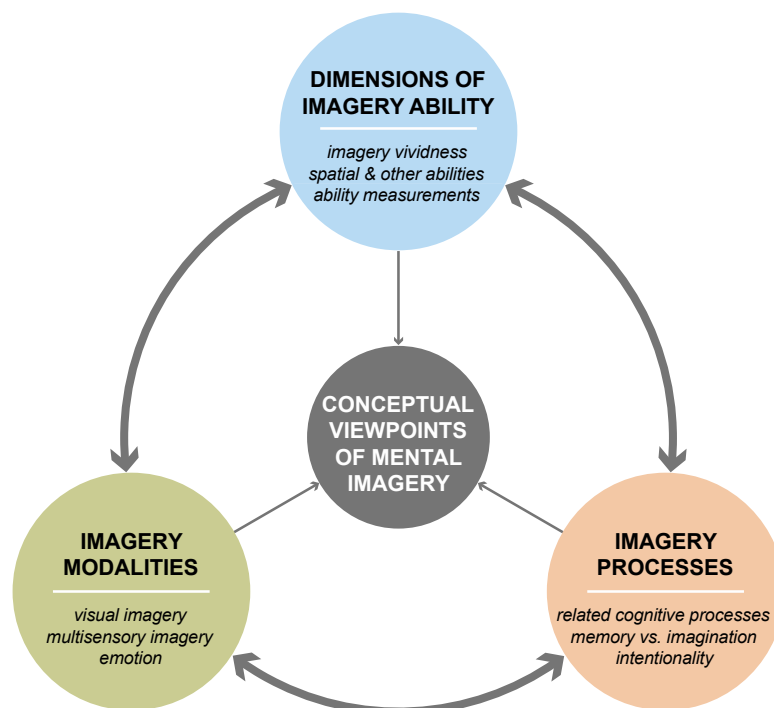 DIMENSIONS OF
IMAGERY ABILITY
imagery vividness
spatial & other abilities
ability measurements
CONCEPTUAL
VIEWPOINTS
OF MENTAL
IMAGERY
IMAGERY
MODALITIES
visual imagery
multisensory imagery
emotion
IMAGERY
PROCESSES
related cognitive processes
memory vs. imagination
intentionality